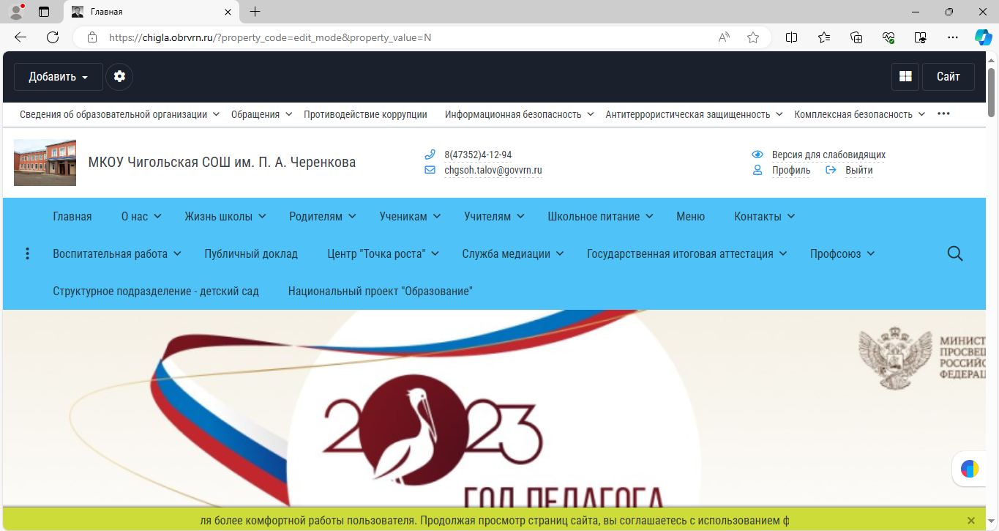 Главная
https://chigla.obrvrn.ru/?property_code=edit_mode&property_value=N
Добавить
Сайт
Сведения об образовательной организации Обращения Противодействие коррупции Информационная безопасность Антитеррористическая защищенность Комплексная безопасность
МКОУ Чигольская СОШ им. П. А. Черенкова
8(47352)4-12-94
chgsoh.talov@govvrn.ru
Версия для слабовидящих
Профиль Выйти
Главная О нас Жизнь школы Родителям Ученикам Учителям Школьное питание Меню Контакты
Воспитательная работа Публичный доклад Центр "Точка роста" Служба медиации Государственная итоговая аттестация Профсоюз
Структурное подразделение - детский сад Национальный проект "Образование"
МИНИСТ
ПРОСВЕЩ
РОССИЙС
ФЕДЕРАЦ
2023
ГОД ПЕДАГОГА
ля более комфортной работы пользователя. Продолжая просмотр страниц сайта, вы соглашаетесь с использованием ф